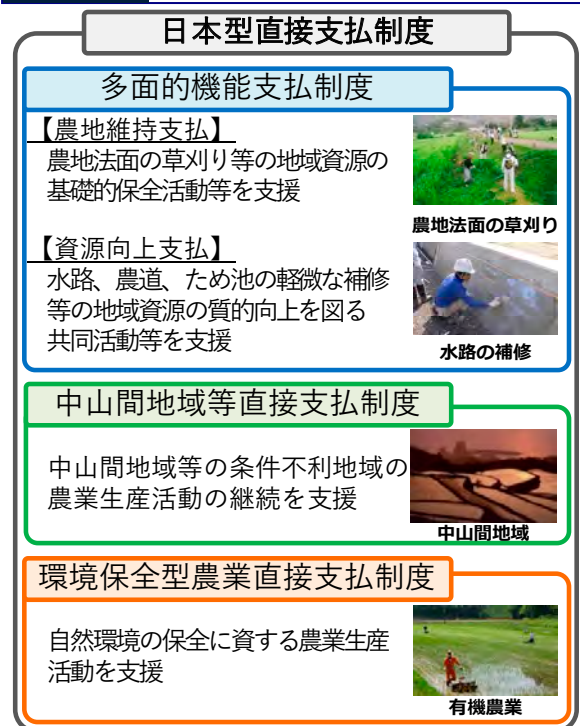 日本型直接支払制度
多面的機能支払制度
【農地維持支払】
農地法面の草刈り等の地域資源の
基礎的保全活動等を支援
農地法面の草刈り
【資源向上支払】
水路、農道、ため池の軽微な補修
等の地域資源の質的向上を図る
共同活動等を支援
水路の補修
中山間地域等直接支払制度
中山間地域等の条件不利地域の
農業生産活動の継続を支援
中山間地域
環境保全型農業直接支払制度
自然環境の保全に資する農業生産
活動を支援
有機農業